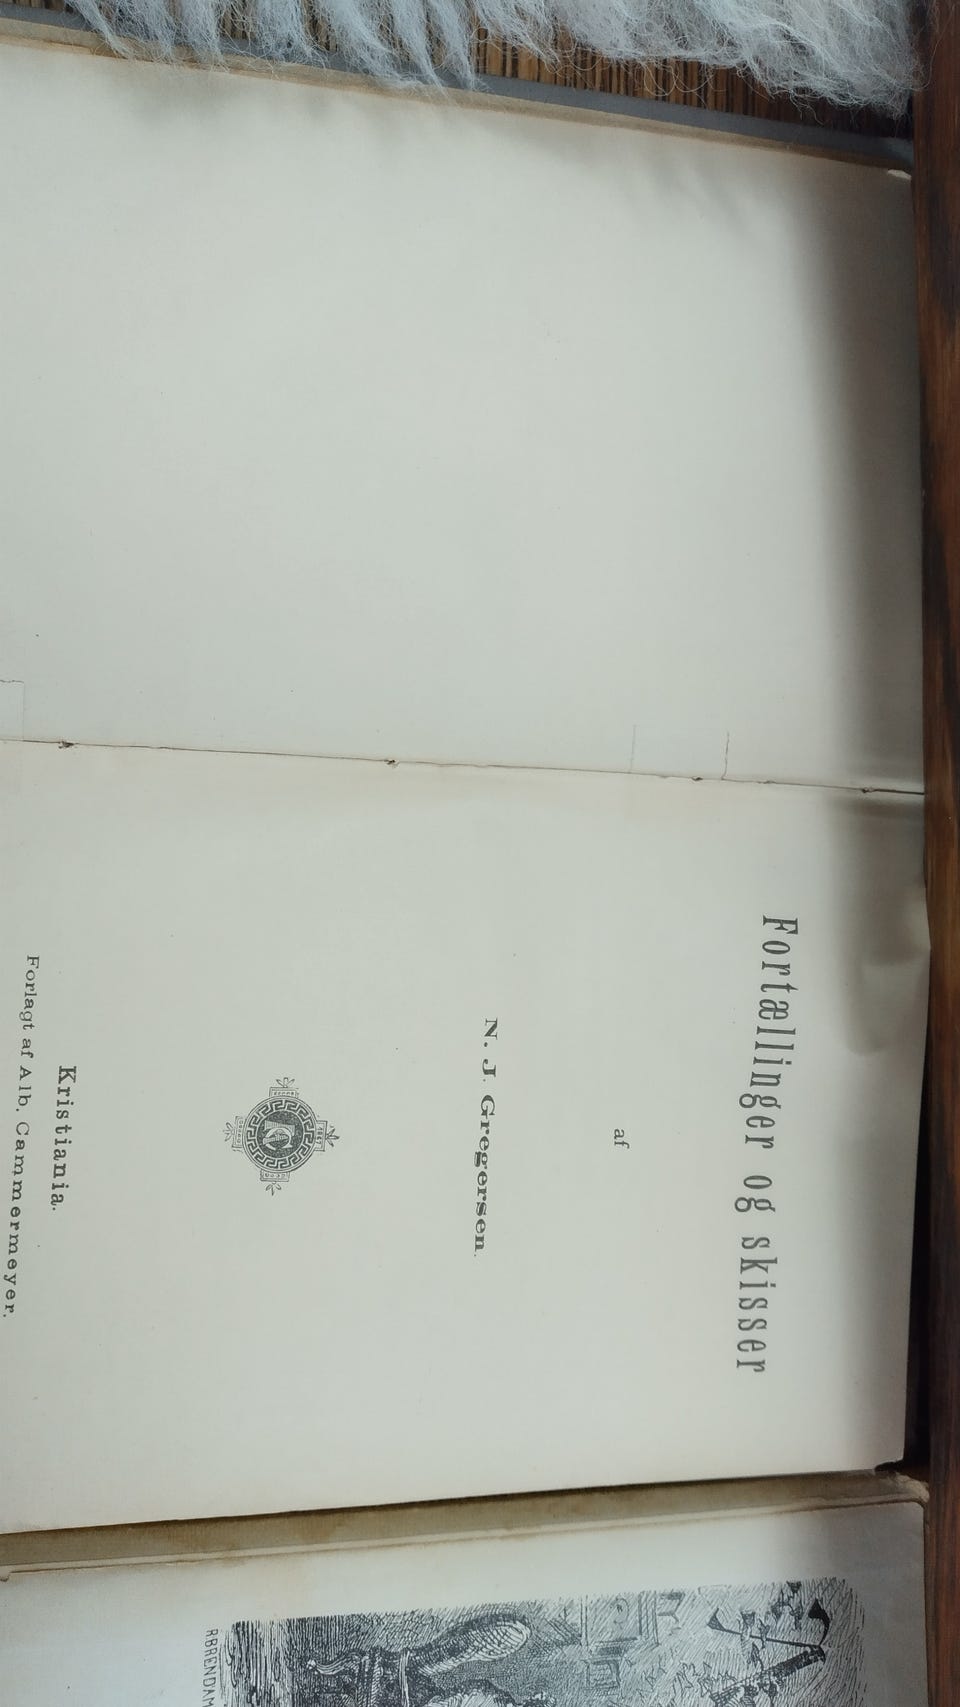 Fortællinger og skisser
af
N. J. Gregersen.
Kristiania.
Forlagt af Alb. Cammermeyer.